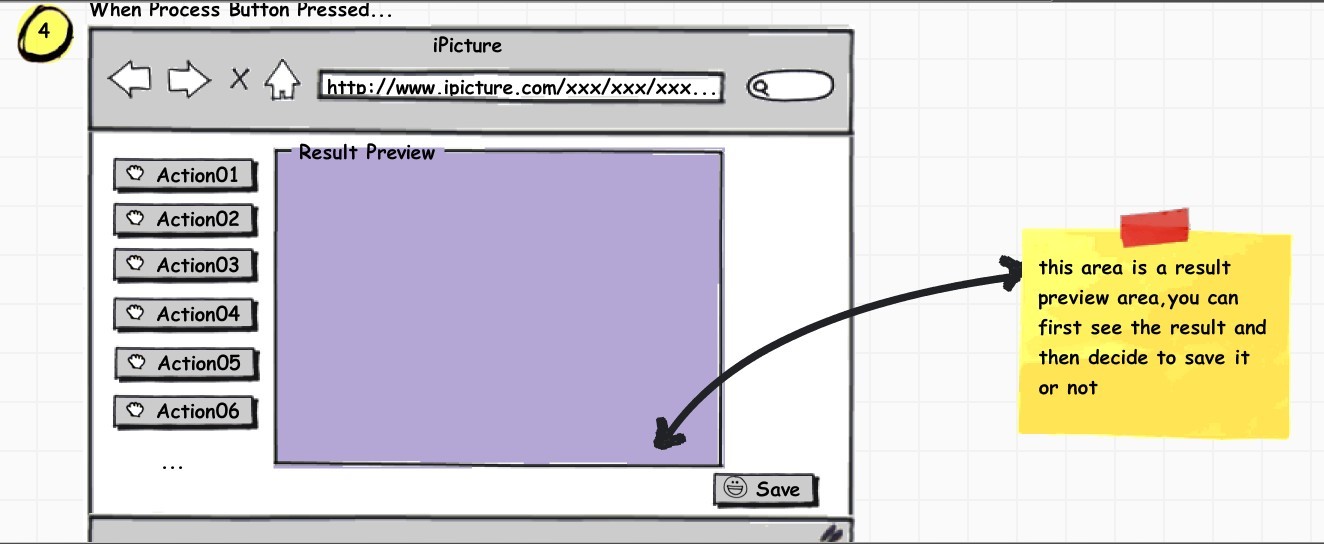 4
When Process Button Pressed...
iPicture
X
http://www.ipicture.com/xxx/xxx/xxx...
Result Preview
Action01
Action02
Action03
Action04
Action05
Action06
...
this area is a result
preview area,you can
first see the result and
then decide to save it
or not
Save